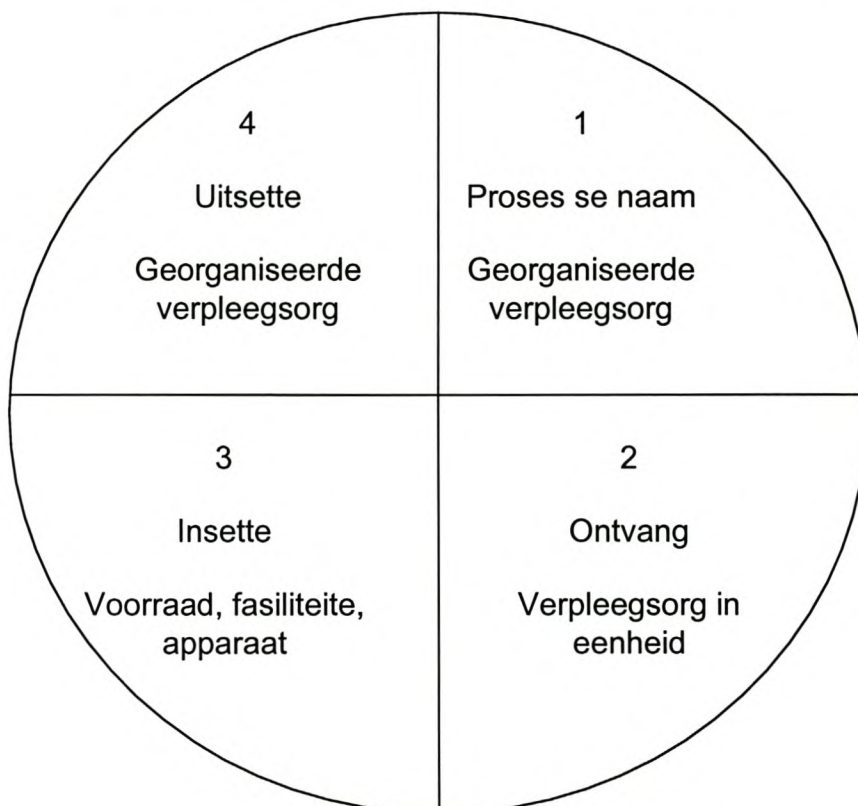 4
Uitsette
Georganiseerde
verpleegsorg
1
Proses se naam
Georganiseerde
verpleegsorg
3
Insette
Voorraad, fasiliteite,
apparaat
2
Ontvang
Verpleegsorg in
eenheid